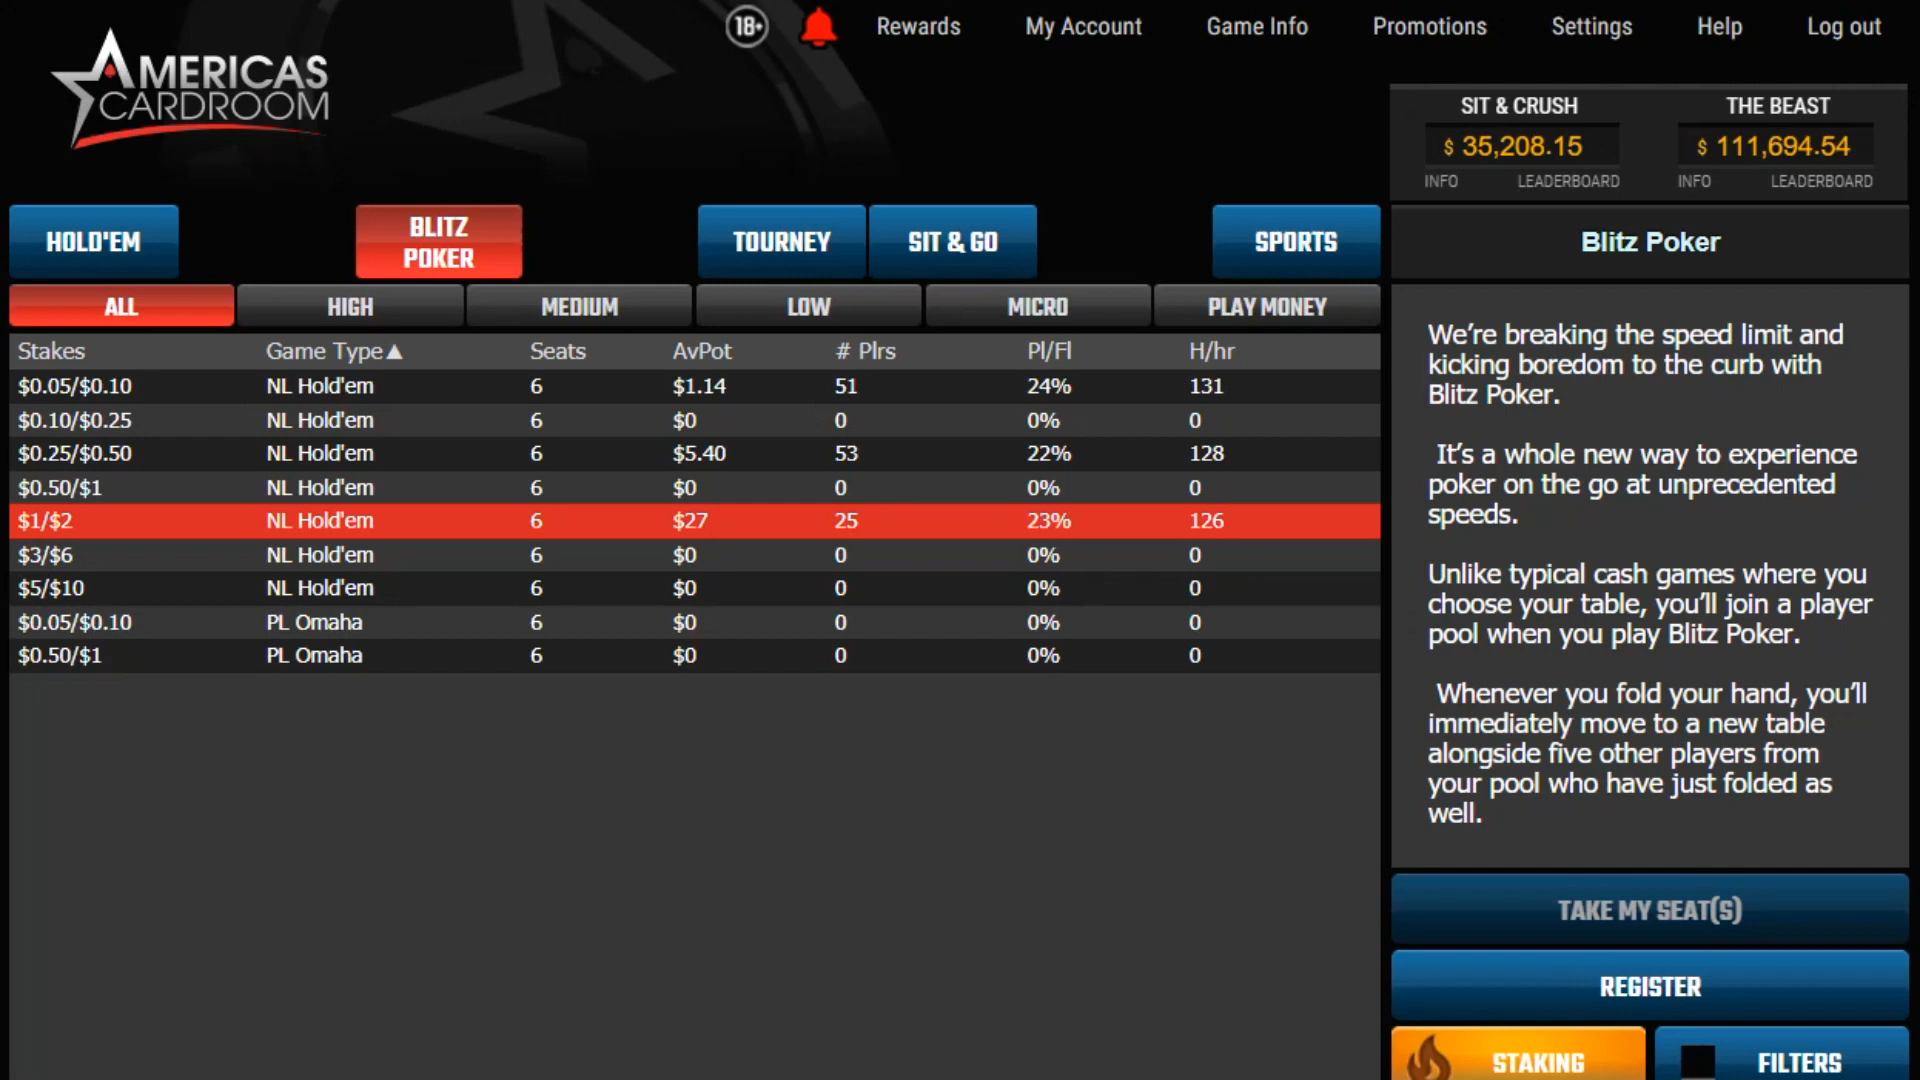 18+ Rewards My Account Game Info Promotions Settings Help Log out
AMERICAS
CARDROOM
SIT & CRUSH THE BEAST
$ 35,208.15 $ 111,694.54
INFO LEADERBOARD INFO LEADERBOARD
HOLD'EM BLITZ POKER TOURNEY SIT & GO SPORTS
ALL HIGH MEDIUM LOW MICRO PLAY MONEY
Stakes Game Type▲ Seats AvPot # Plrs Pl/Fl H/hr
$0.05/$0.10 NL Hold'em 6 $1.14 51 24% 131
$0.10/$0.25 NL Hold'em 6 $0 0 0% 0
$0.25/$0.50 NL Hold'em 6 $5.40 53 22% 128
$0.50/$1 NL Hold'em 6 $0 0 0% 0
$1/$2 NL Hold'em 6 $27 25 23% 126
$3/$6 NL Hold'em 6 $0 0 0% 0
$5/$10 NL Hold'em 6 $0 0 0% 0
$0.05/$0.10 PL Omaha 6 $0 0 0% 0
$0.50/$1 PL Omaha 6 $0 0 0% 0
Blitz Poker
We’re breaking the speed limit and
kicking boredom to the curb with
Blitz Poker.
It’s a whole new way to experience
poker on the go at unprecedented
speeds.
Unlike typical cash games where you
choose your table, you’ll join a player
pool when you play Blitz Poker.
Whenever you fold your hand, you’ll
immediately move to a new table
alongside five other players from
your pool who have just folded as
well.
TAKE MY SEAT(S)
REGISTER
STAKING FILTERS